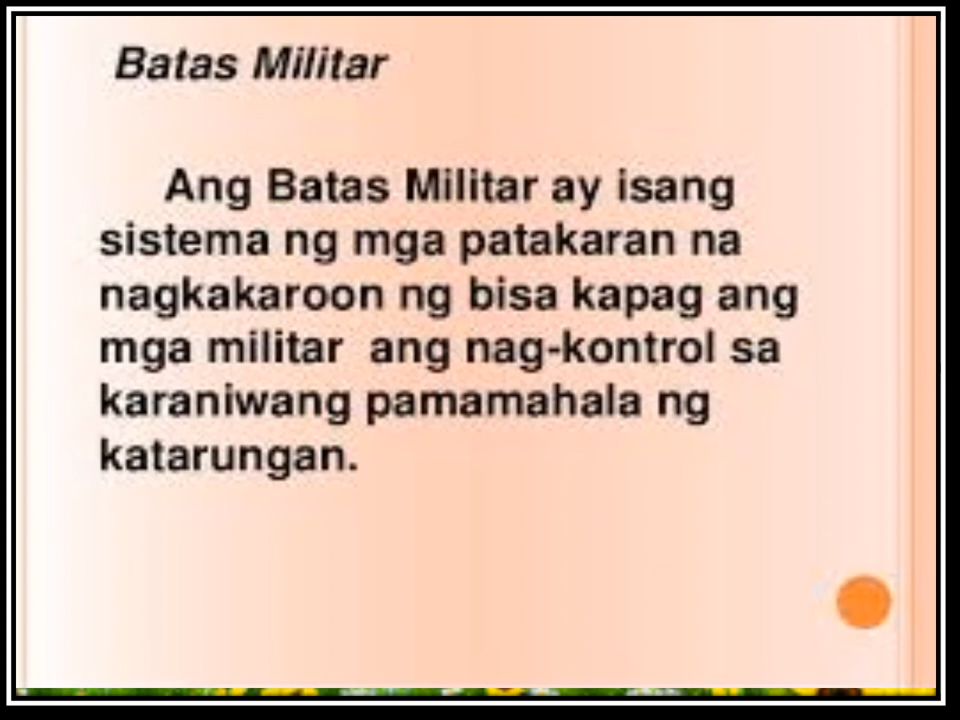 Batas Militar
Ang Batas Militar ay isang
sistema ng mga patakaran na
nagkakaroon ng bisa kapag ang
mga militar ang nag-kontrol sa
karaniwang pamamahala ng
katarungan.